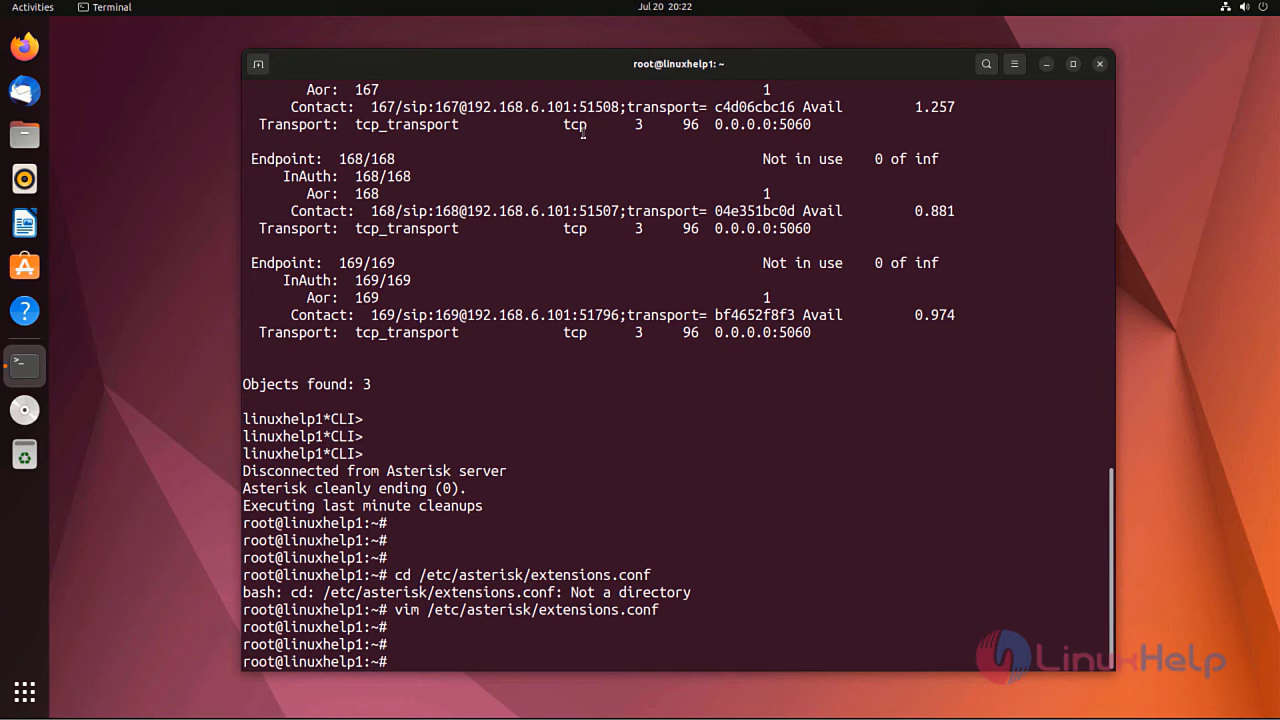 Activities Terminal Jul 20 20:22
root@linuxhelp1: ~
Aor: 167 1
Contact: 167/sip:167@192.168.6.101:51508;transport= c4d06cbc16 Avail 1.257
Transport: tcp_transport tcp 3 96 0.0.0.0:5060
Endpoint: 168/168 Not in use 0 of inf
InAuth: 168/168
Aor: 168 1
Contact: 168/sip:168@192.168.6.101:51507;transport= 04e351bc0d Avail 0.881
Transport: tcp_transport tcp 3 96 0.0.0.0:5060
Endpoint: 169/169 Not in use 0 of inf
InAuth: 169/169
Aor: 169 1
Contact: 169/sip:169@192.168.6.101:51796;transport= bf4652f8f3 Avail 0.974
Transport: tcp_transport tcp 3 96 0.0.0.0:5060
Objects found: 3
linuxhelp1*CLI>
linuxhelp1*CLI>
linuxhelp1*CLI>
Disconnected from Asterisk server
Asterisk cleanly ending (0).
Executing last minute cleanups
root@linuxhelp1:~#
root@linuxhelp1:~#
root@linuxhelp1:~#
root@linuxhelp1:~# cd /etc/asterisk/extensions.conf
bash: cd: /etc/asterisk/extensions.conf: Not a directory
root@linuxhelp1:~# vim /etc/asterisk/extensions.conf
root@linuxhelp1:~#
root@linuxhelp1:~#
root@linuxhelp1:~#
LinuxHelp